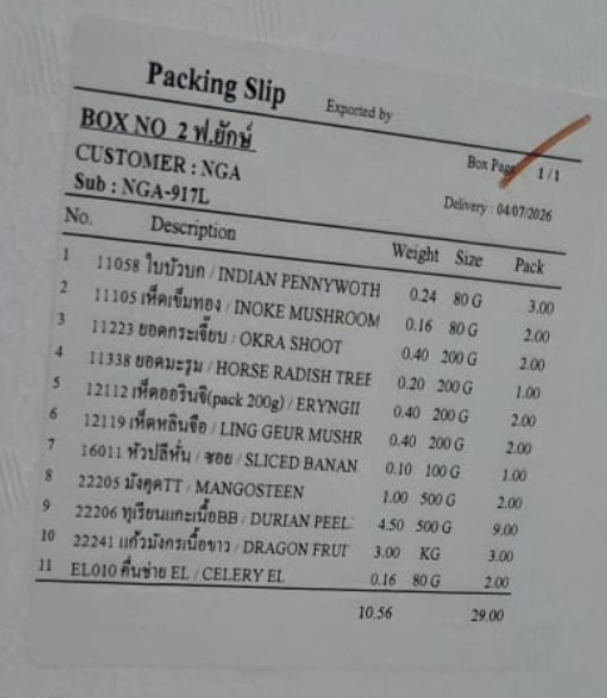 Packing Slip
Exported by
BOX NO 2 ฟ.ยักษ์
Box Page 1/1
CUSTOMER : NGA
Sub : NGA-917L
Delivery : 04/07/2026
No. Description Weight Size Pack
1 11058 ใบบัวบก / INDIAN PENNYWOTH 0.24 80 G 3.00
2 11105 เห็ดเข็มทอง / INOKE MUSHROOM 0.16 80 G 2.00
3 11223 ยอดกระเจี๊ยบ / OKRA SHOOT 0.40 200 G 2.00
4 11338 ยอดมะรุม / HORSE RADISH TREE 0.20 200 G 1.00
5 12112 เห็ดออรินจิ(pack 200g) / ERYNGII 0.40 200 G 2.00
6 12119 เห็ดหลินจือ / LING GEUR MUSHR 0.40 200 G 2.00
7 16011 หัวปลีหั่น / ซอย / SLICED BANAN 0.10 100 G 1.00
8 22205 มังคุดTT / MANGOSTEEN 1.00 500 G 2.00
9 22206 ทุเรียนแกะเนื้อBB / DURIAN PEEL 4.50 500 G 9.00
10 22241 แก้วมังกรเนื้อขาว / DRAGON FRUI 3.00 KG 3.00
11 EL010 คื่นช่าย EL / CELERY EL 0.16 80 G 2.00
10.56 29.00